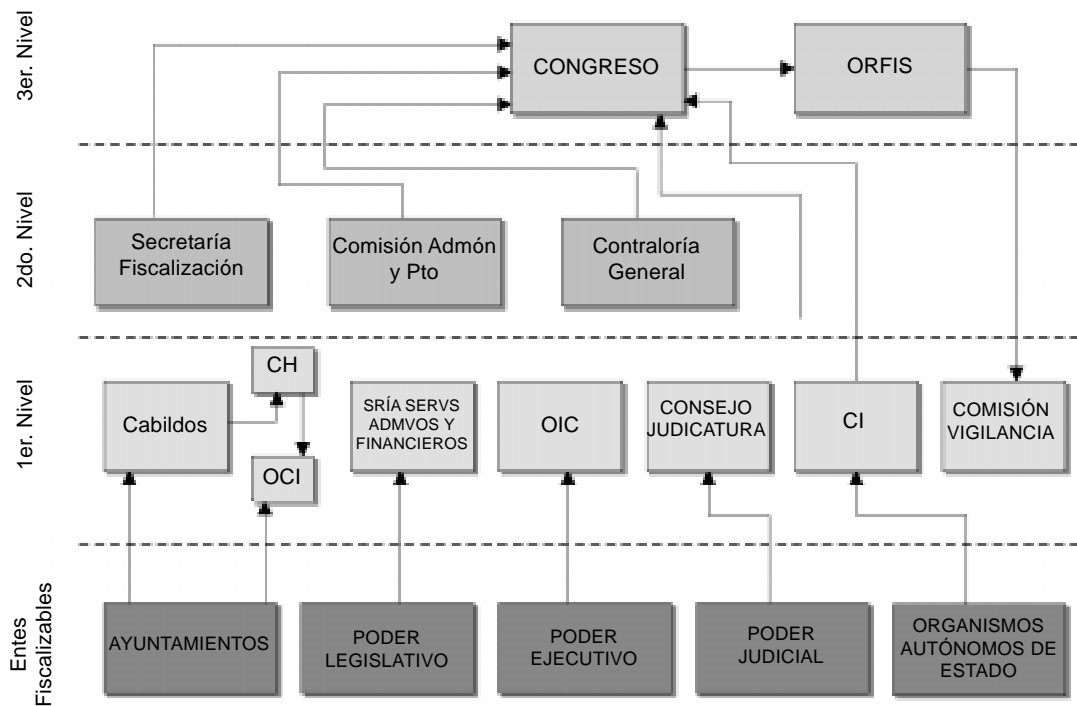 3er. Nivel
CONGRESO
ORFIS
2do. Nivel
Secretaría
Fiscalización
Comisión Admón
y Pto
Contraloría
General
1er. Nivel
Cabildos
CH
OCI
SRÍA SERVS
ADMVOS Y
FINANCIEROS
OIC
CONSEJO
JUDICATURA
CI
COMISIÓN
VIGILANCIA
Entes
Fiscalizables
AYUNTAMIENTOS
PODER
LEGISLATIVO
PODER
EJECUTIVO
PODER
JUDICIAL
ORGANISMOS
AUTÓNOMOS DE
ESTADO